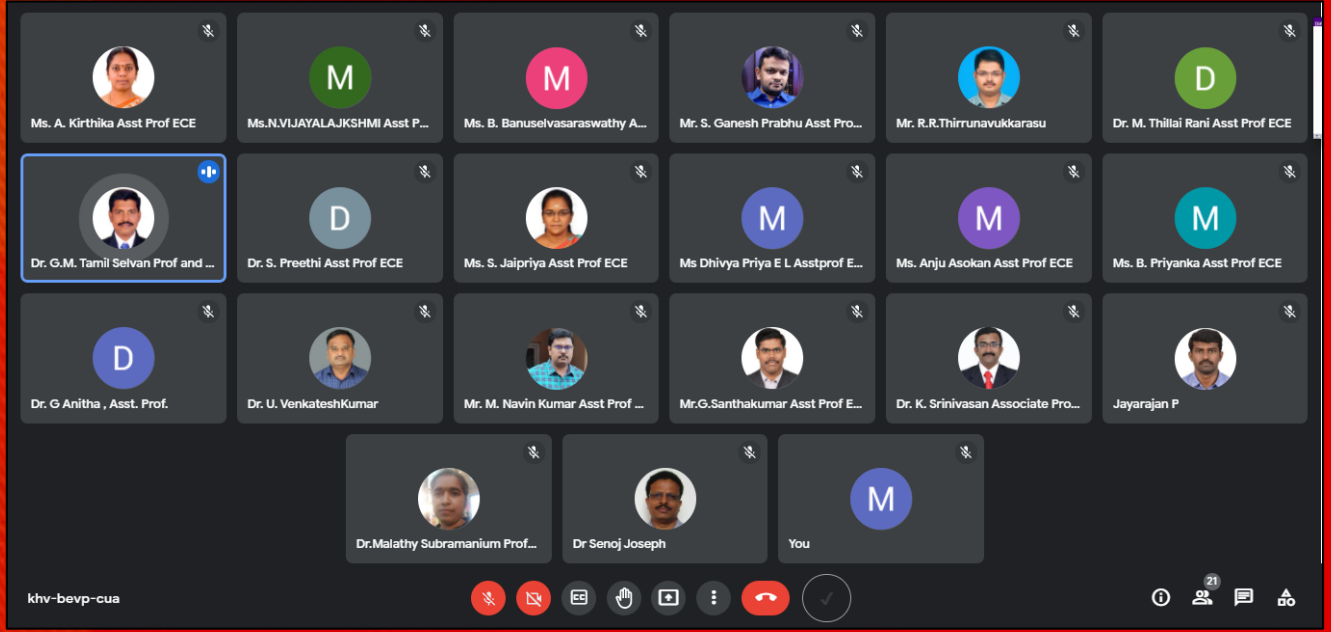 M
M
D
Ms. A. Kirthika Asst Prof ECE
Ms.N.VIJAYALAJKSHMI Asst P...
Ms. B. Banuselvasaraswathy A...
Mr. S. Ganesh Prabhu Asst Pro...
Mr. R.R.Thirrunavukkarasu
Dr. M. Thillai Rani Asst Prof ECE
D
M
M
M
Dr. G.M. Tamil Selvan Prof and ...
Dr. S. Preethi Asst Prof ECE
Ms. S. Jaipriya Asst Prof ECE
Ms Dhivya Priya E L Asstprof E...
Ms. Anju Asokan Asst Prof ECE
Ms. B. Priyanka Asst Prof ECE
D
Dr. G Anitha , Asst. Prof.
Dr. U. VenkateshKumar
Mr. M. Navin Kumar Asst Prof ...
Mr.G.Santhakumar Asst Prof E...
Dr. K. Srinivasan Associate Pro...
Jayarajan P
M
Dr.Malathy Subramanium Prof...
Dr Senoj Joseph
You
khv-bevp-cua
CC
21